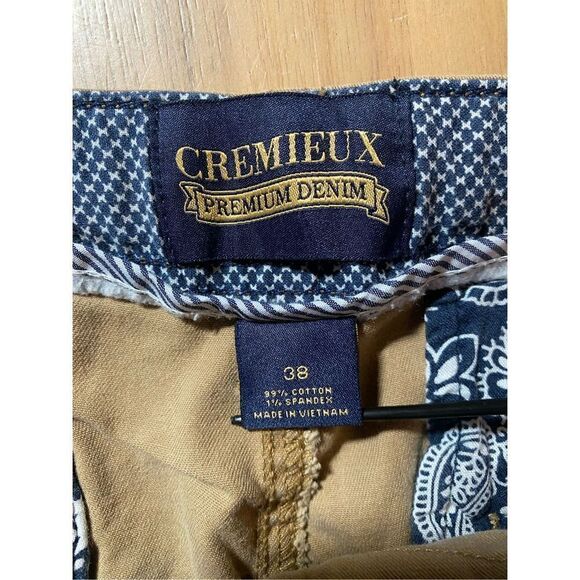 CREMIEUX
PREMIUM DENIM
38
99% COTTON
1% SPANDEX
MADE IN VIETNAM